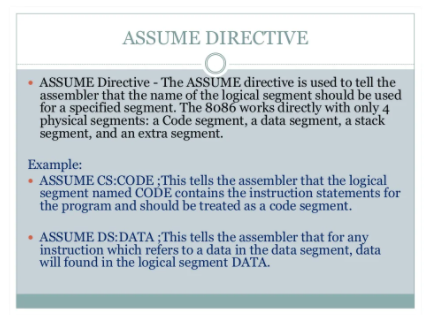 ASSUME DIRECTIVE
• ASSUME Directive - The ASSUME directive is used to tell the
assembler that the name of the logical segment should be used
for a specified segment. The 8086 works directly with only 4
physical segments: a Code segment, a data segment, a stack
segment, and an extra segment.
Example:
• ASSUME CS:CODE ;This tells the assembler that the logical
segment named CODE contains the instruction statements for
the program and should be treated as a code segment.
• ASSUME DS:DATA ;This tells the assembler that for any
instruction which refers to a data in the data segment, data
will found in the logical segment DATA.